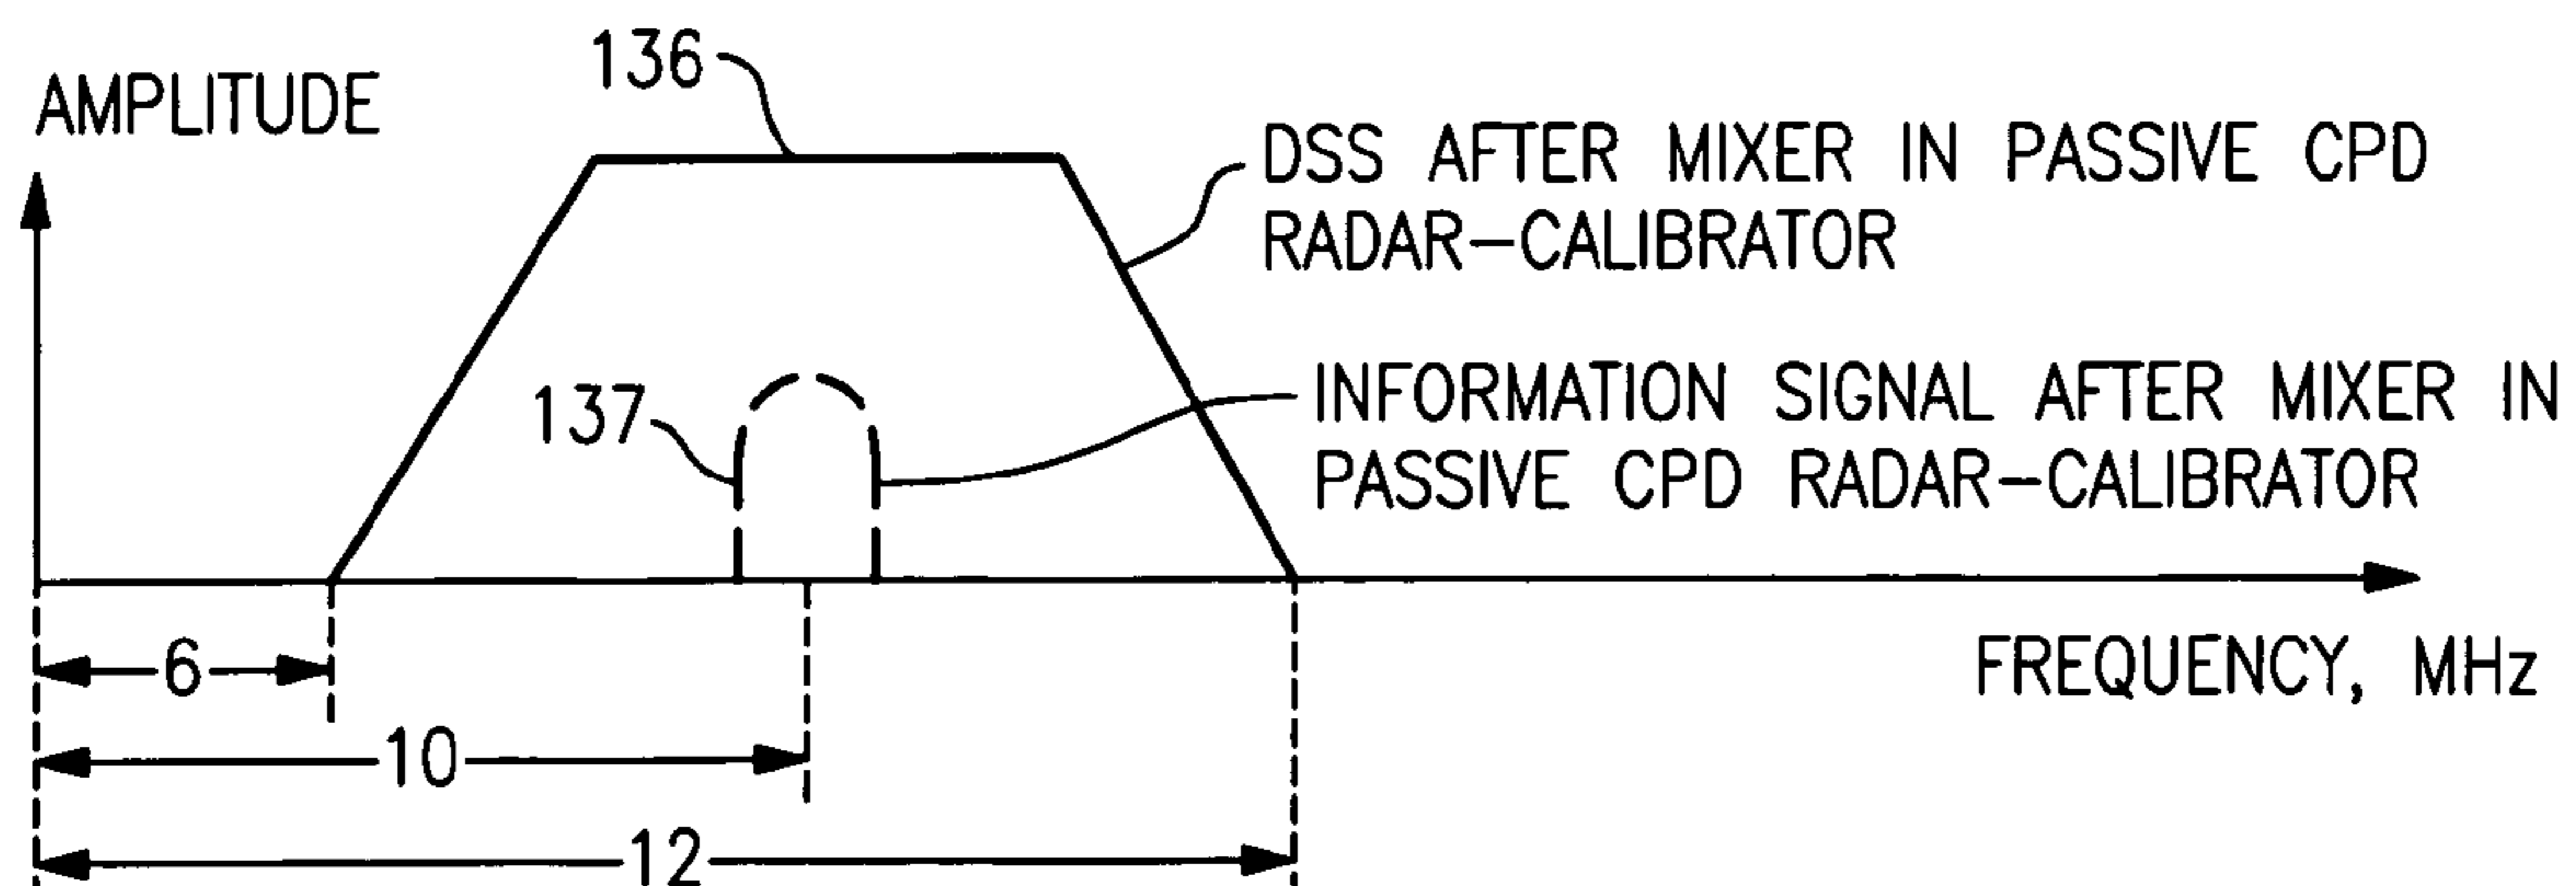 136
AMPLITUDE
DSS AFTER MIXER IN PASSIVE CPD
RADAR-CALIBRATOR
137
INFORMATION SIGNAL AFTER MIXER IN
PASSIVE CPD RADAR-CALIBRATOR
6
FREQUENCY, MHz
10
12